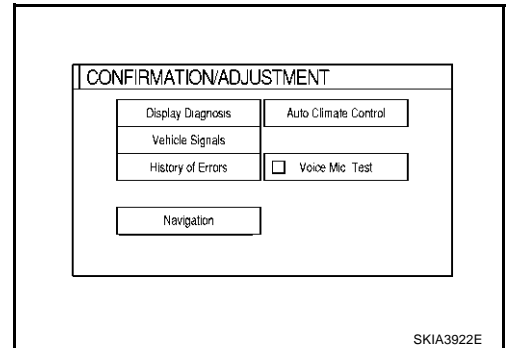 CONFIRMATION/ADJUSTMENT
Display Diagnosis
Auto Climate Control
Vehicle Signals
History of Errors
Voice Mic Test
Navigation
SKIA3922E